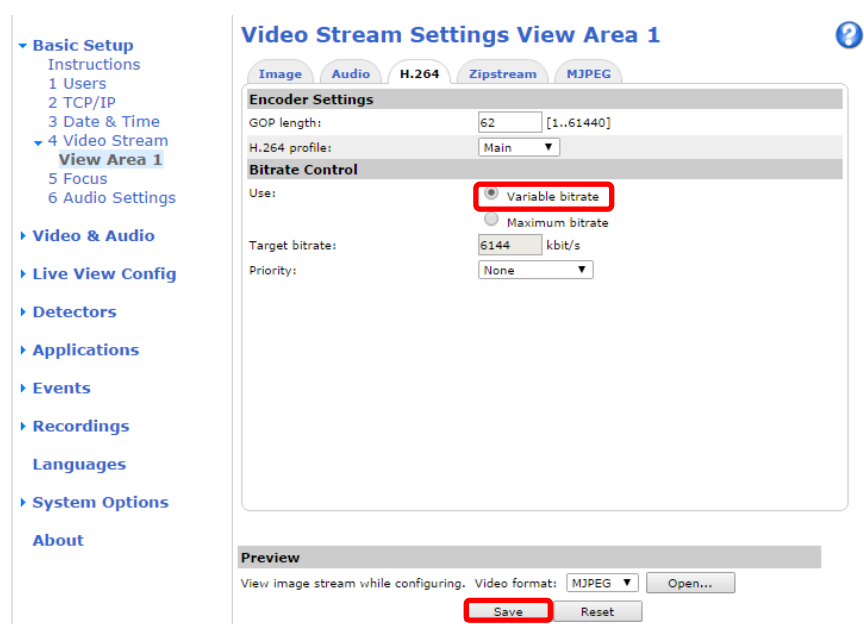 Basic Setup
Instructions
1 Users
2 TCP/IP
3 Date & Time
4 Video Stream
View Area 1
5 Focus
6 Audio Settings
Video & Audio
Live View Config
Detectors
Applications
Events
Recordings
Languages
System Options
About
Video Stream Settings View Area 1
?
Image Audio H.264 Zipstream MJPEG
Encoder Settings
GOP length: 62 [1..61440]
H.264 profile: Main
Bitrate Control
Use: Variable bitrate
Maximum bitrate
Target bitrate: 6144 kbit/s
Priority: None
Preview
View image stream while configuring. Video format: MJPEG Open...
Save Reset